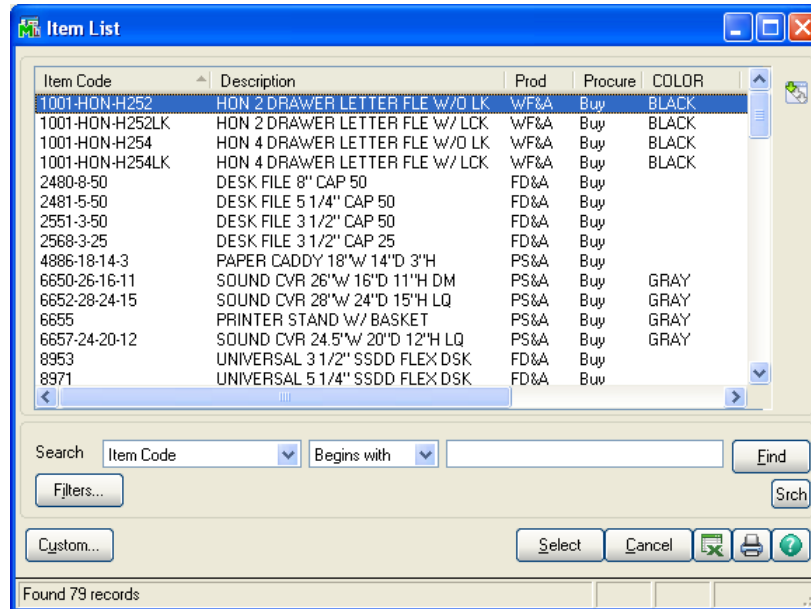 Item List
Item Code Description Prod Procure COLOR
1001-HON-H252 HON 2 DRAWER LETTER FLE W/O LK WF&A Buy BLACK
1001-HON-H252LK HON 2 DRAWER LETTER FLE W/ LCK WF&A Buy BLACK
1001-HON-H254 HON 4 DRAWER LETTER FLE W/O LK WF&A Buy BLACK
1001-HON-H254LK HON 4 DRAWER LETTER FLE W/ LCK WF&A Buy BLACK
2480-8-50 DESK FILE 8" CAP 50 FD&A Buy
2481-5-50 DESK FILE 5 1/4" CAP 50 FD&A Buy
2551-3-50 DESK FILE 3 1/2" CAP 50 FD&A Buy
2568-3-25 DESK FILE 3 1/2" CAP 25 FD&A Buy
4886-18-14-3 PAPER CADDY 18"W 14"D 3"H PS&A Buy
6650-26-16-11 SOUND CVR 26"W 16"D 11"H DM PS&A Buy GRAY
6652-28-24-15 SOUND CVR 28"W 24"D 15"H LQ PS&A Buy GRAY
6655 PRINTER STAND W/ BASKET PS&A Buy GRAY
6657-24-20-12 SOUND CVR 24.5"W 20"D 12"H LQ PS&A Buy GRAY
8953 UNIVERSAL 3 1/2" SSDD FLEX DSK FD&A Buy
8971 UNIVERSAL 5 1/4" SSDD FLEX DSK FD&A Buy
Search Item Code Begins with Find
Filters... Srch
Custom... Select Cancel
Found 79 records